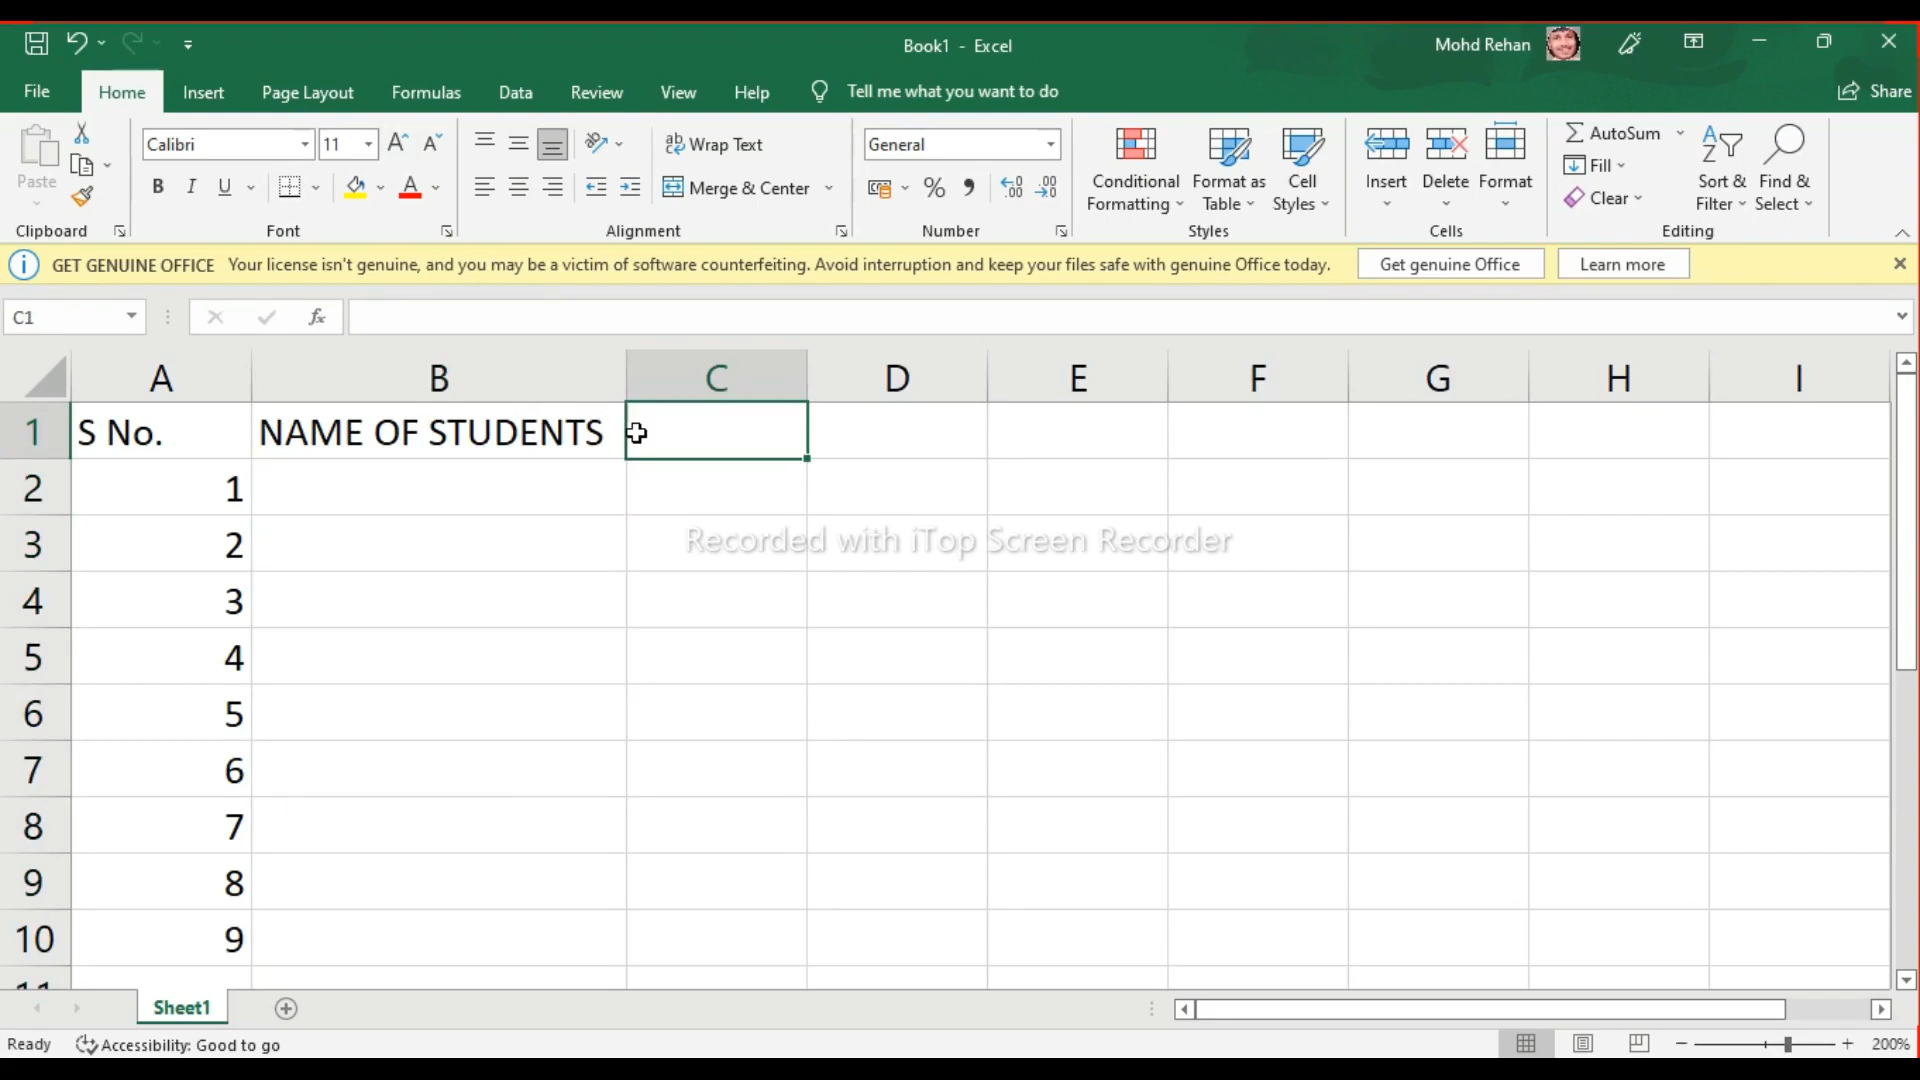 Book1 - Excel
Mohd Rehan
File Home Insert Page Layout Formulas Data Review View Help Tell me what you want to do Share
Paste
Clipboard
Calibri 11
B I U
Font
Wrap Text
Merge & Center
Alignment
General
Number
Conditional Formatting
Format as Table
Cell Styles
Styles
Insert Delete Format
Cells
AutoSum
Fill
Clear
Sort & Filter
Find & Select
Editing
GET GENUINE OFFICE Your license isn't genuine, and you may be a victim of software counterfeiting. Avoid interruption and keep your files safe with genuine Office today. Get genuine Office Learn more
C1 fx
A B C D E F G H I
1 S No. NAME OF STUDENTS
2 1
3 2
Recorded with iTop Screen Recorder
4 3
5 4
6 5
7 6
8 7
9 8
10 9
11
Sheet1
Ready Accessibility: Good to go 200%